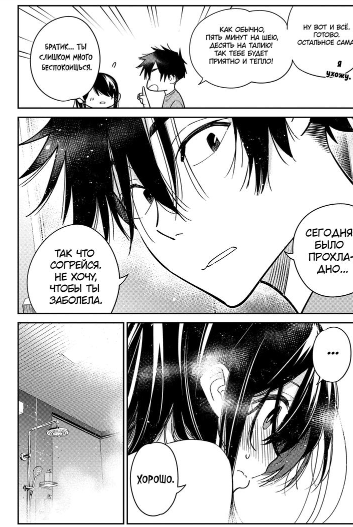 НУ ВОТ И ВСЁ.
ГОТОВО.
ОСТАЛЬНОЕ САМА.
Я
УХОЖУ.
КАК ОБЫЧНО,
ПЯТЬ МИНУТ НА ШЕЮ,
ДЕСЯТЬ НА ТАЛИЮ!
ТАК ТЕБЕ БУДЕТ
ПРИЯТНО И ТЕПЛО!
БРАТИК... ТЫ
СЛИШКОМ МНОГО
БЕСПОКОИШЬСЯ.
СЕГОДНЯ
БЫЛО
ПРОХЛА-
ДНО...
ТАК ЧТО
СОГРЕЙСЯ.
НЕ ХОЧУ,
ЧТОБЫ ТЫ
ЗАБОЛЕЛА.
...
ХОРОШО.